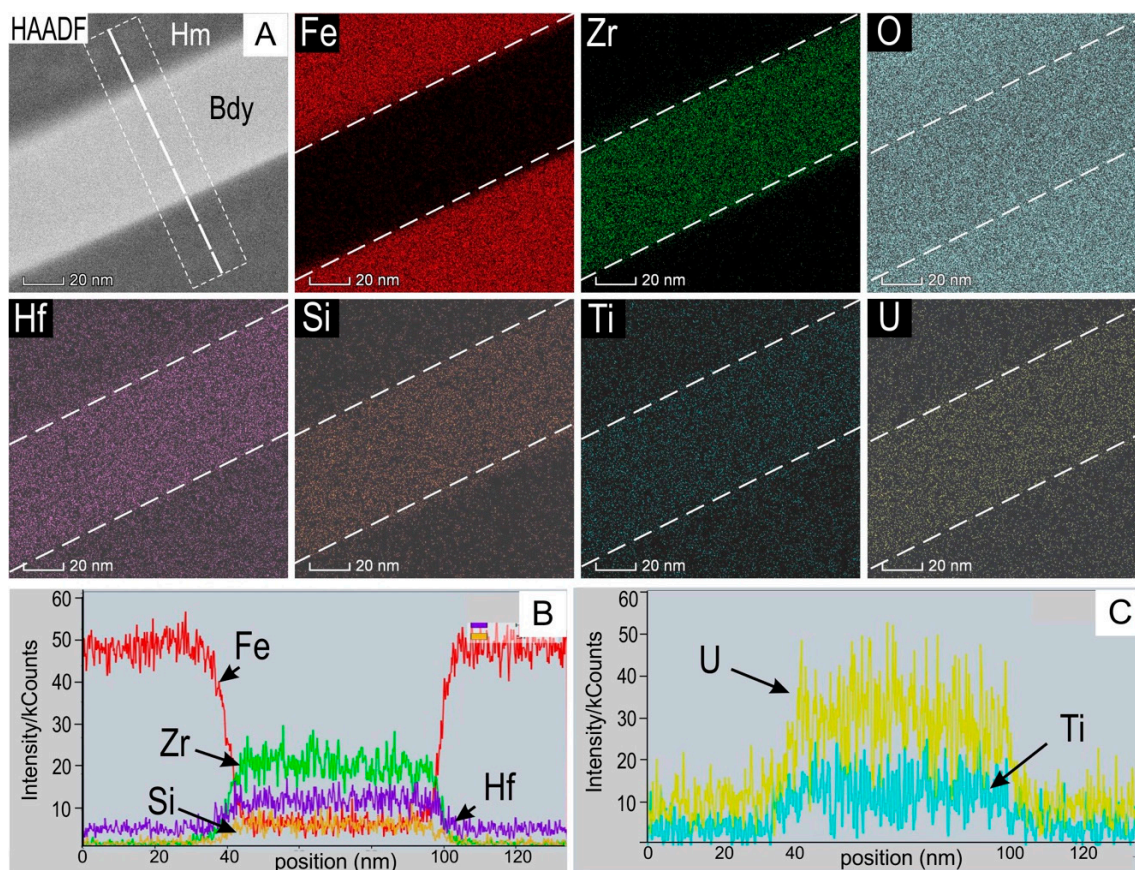 HAADF Hm A Fe Zr O
Bdy
20 nm 20 nm 20 nm 20 nm
Hf Si Ti U
20 nm 20 nm 20 nm 20 nm
B
Intensity/kCounts
60
50
40
30
20
10
Fe
Zr
Si
Hf
0 40 60 80 100 120
position (nm)
C
Intensity/kCounts
60
50
40
30
20
10
0
U
Ti
0 20 40 60 80 100 120
position (nm)